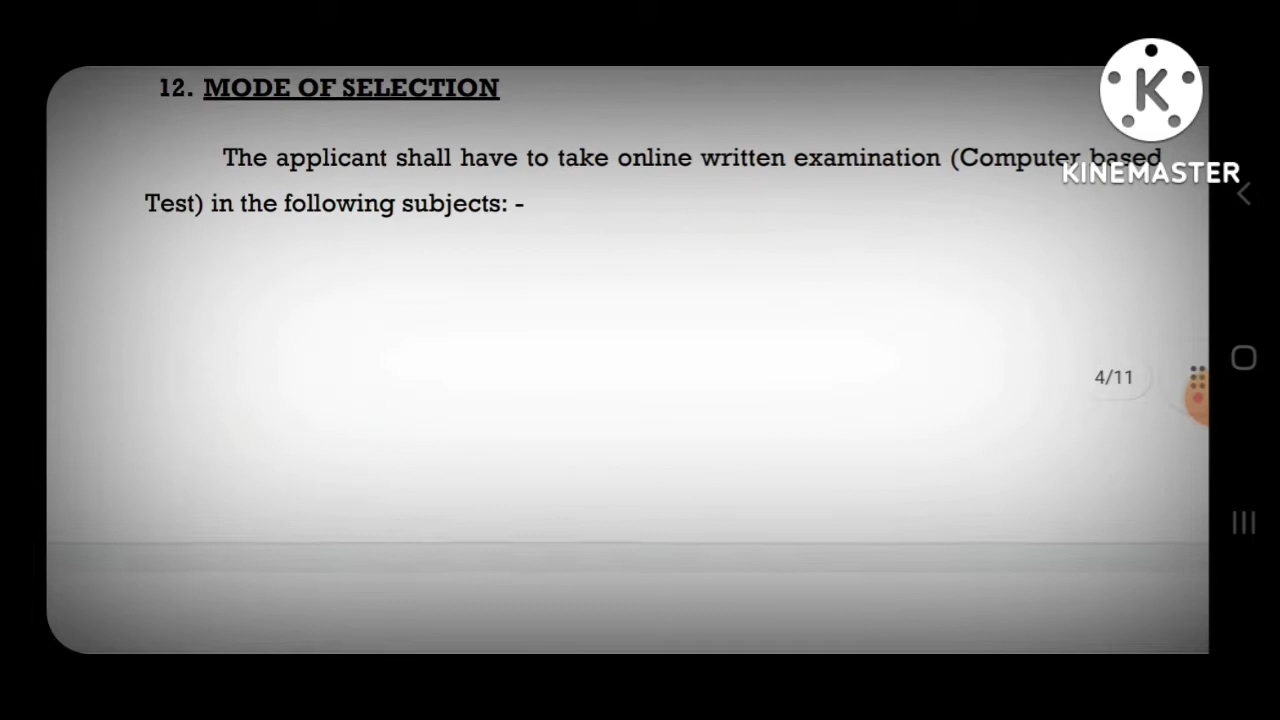 12. MODE OF SELECTION
The applicant shall have to take online written examination (Computer based
KINEMASTER
Test) in the following subjects: -
4/11